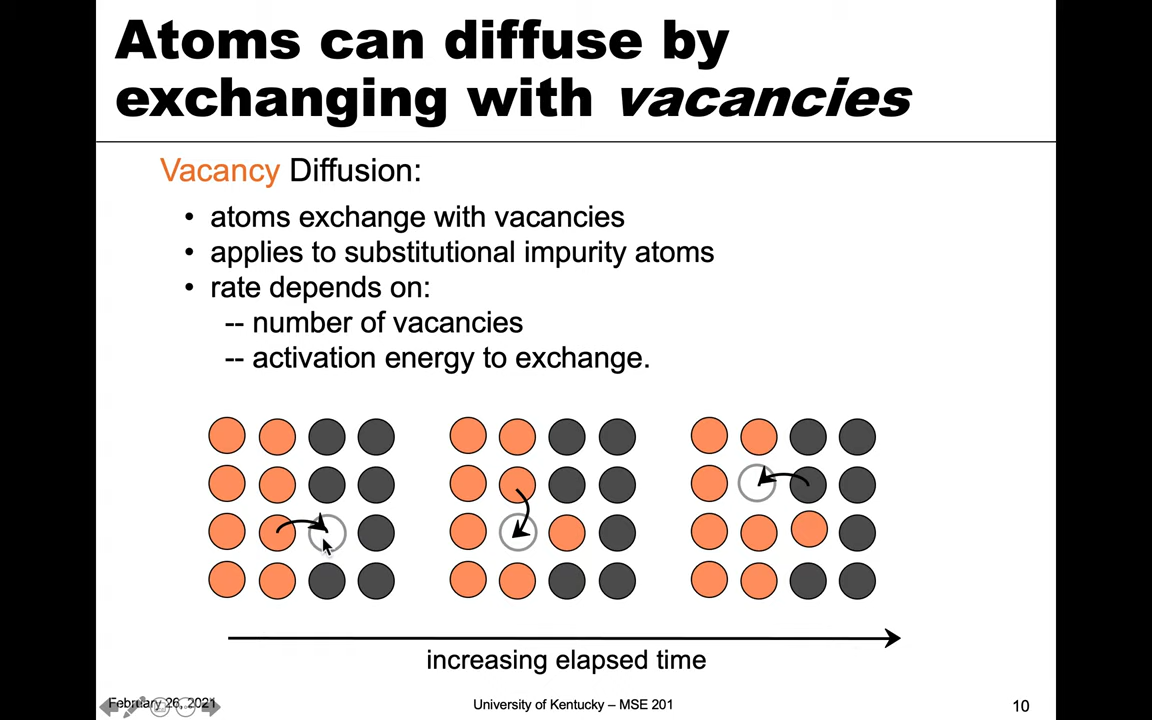 Atoms can diffuse by
exchanging with vacancies
Vacancy Diffusion:
• atoms exchange with vacancies
• applies to substitutional impurity atoms
• rate depends on:
-- number of vacancies
-- activation energy to exchange.
increasing elapsed time
February 26, 2021
University of Kentucky – MSE 201
10